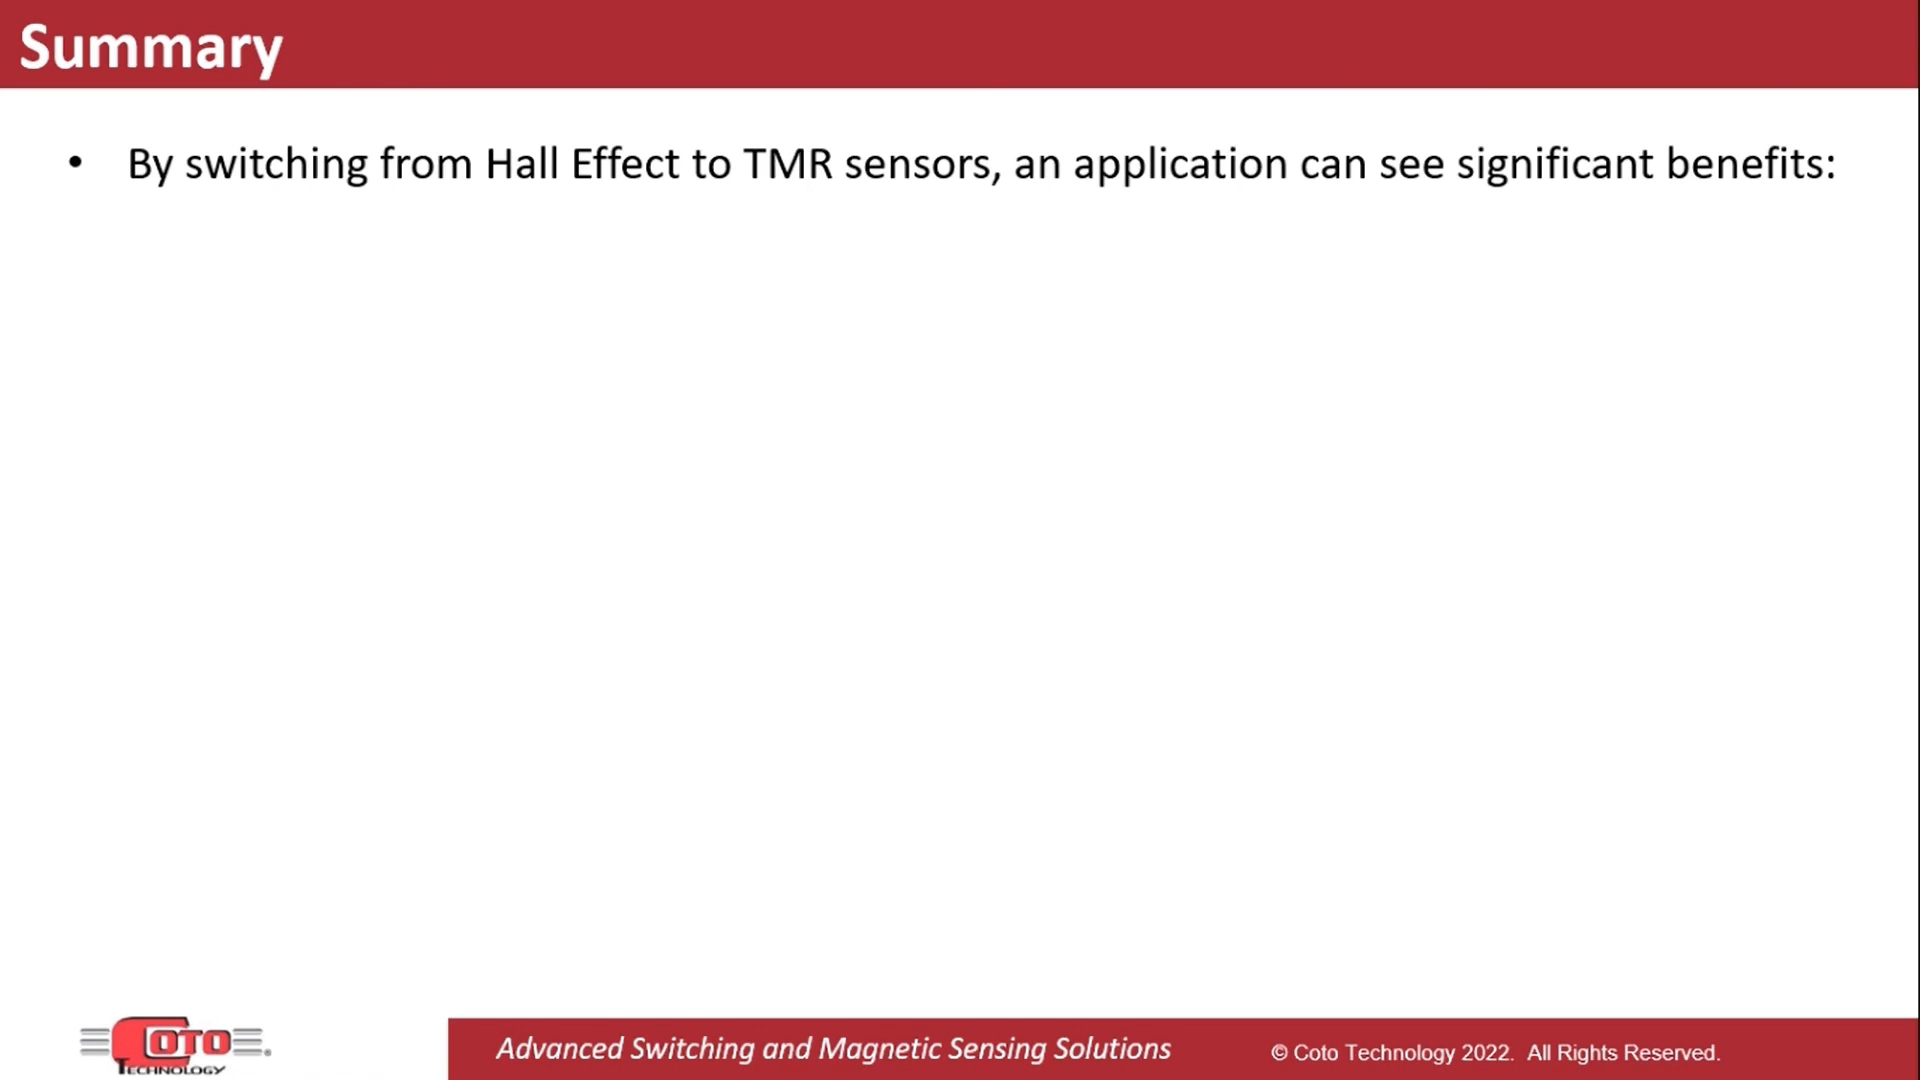 Summary
• By switching from Hall Effect to TMR sensors, an application can see significant benefits:
COTO
TECHNOLOGY
Advanced Switching and Magnetic Sensing Solutions
© Coto Technology 2022. All Rights Reserved.